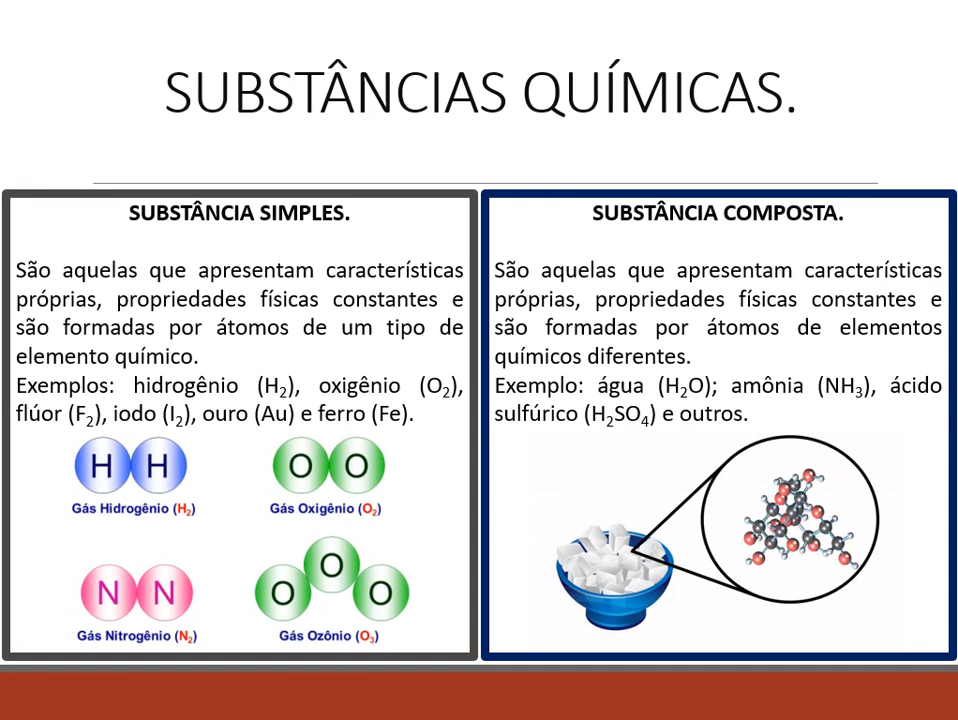 SUBSTÂNCIAS QUÍMICAS.
SUBSTÂNCIA SIMPLES.
São aquelas que apresentam características
próprias, propriedades físicas constantes e
são formadas por átomos de um tipo de
elemento químico.
Exemplos: hidrogênio (H₂), oxigênio (O₂),
flúor (F₂), iodo (I₂), ouro (Au) e ferro (Fe).
H H
Gás Hidrogênio (H₂)
O O
Gás Oxigênio (O₂)
N N
Gás Nitrogênio (N₂)
O O O
Gás Ozônio (O₃)
SUBSTÂNCIA COMPOSTA.
São aquelas que apresentam características
próprias, propriedades físicas constantes e
são formadas por átomos de elementos
químicos diferentes.
Exemplo: água (H₂O); amônia (NH₃), ácido
sulfúrico (H₂SO₄) e outros.